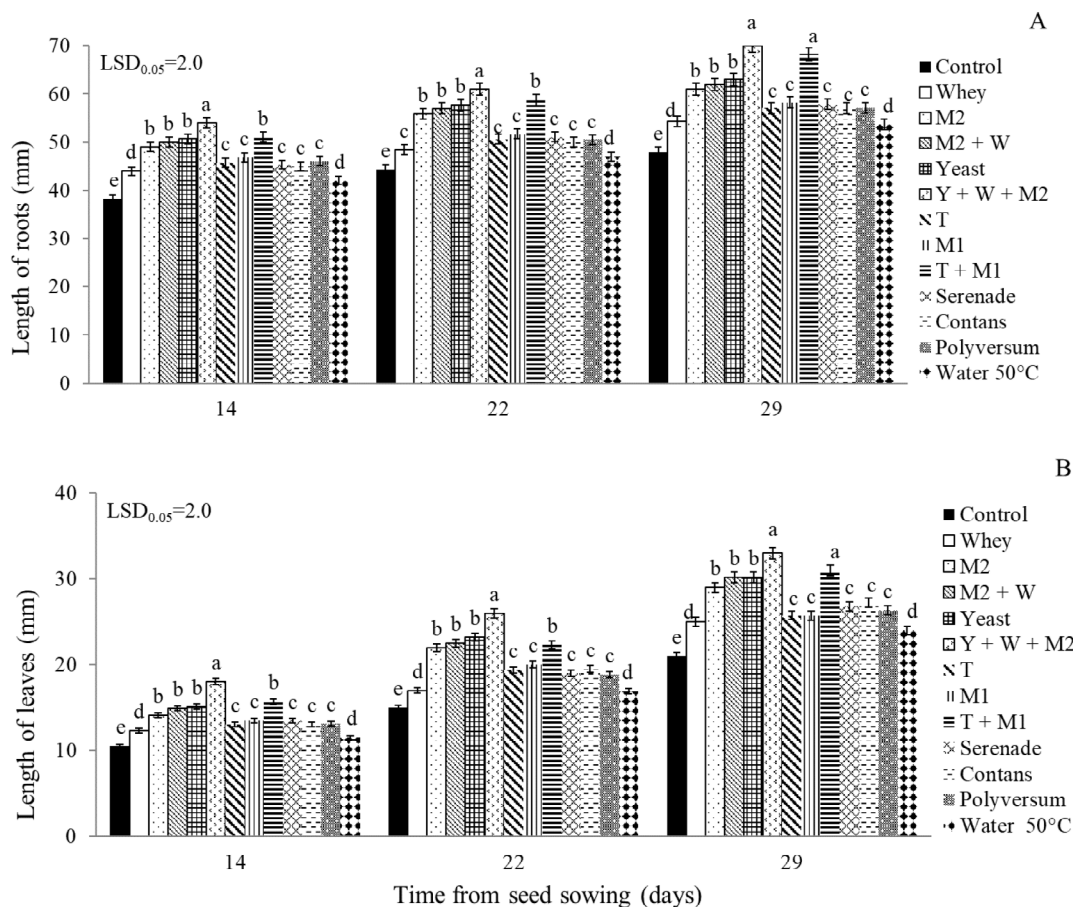 A
LSD0.05=2.0
Length of roots (mm)
70
60
50
40
30
20
10
0
e d b b b a c c b c c c d
e c b b b a c c b c c c d
e d b b b a c c a c c c d
14 22 29
Control
Whey
M2
M2 + W
Yeast
Y + W + M2
T
M1
T + M1
Serenade
Contans
Polyversum
Water 50°C
B
LSD0.05=2.0
Length of leaves (mm)
40
30
20
10
0
e d b b b a c c b c c c d
e d b b b a c c b c c c d
e d b b b a c c a c c c d
14 22 29
Time from seed sowing (days)
Control
Whey
M2
M2 + W
Yeast
Y + W + M2
T
M1
T + M1
Serenade
Contans
Polyversum
Water 50°C